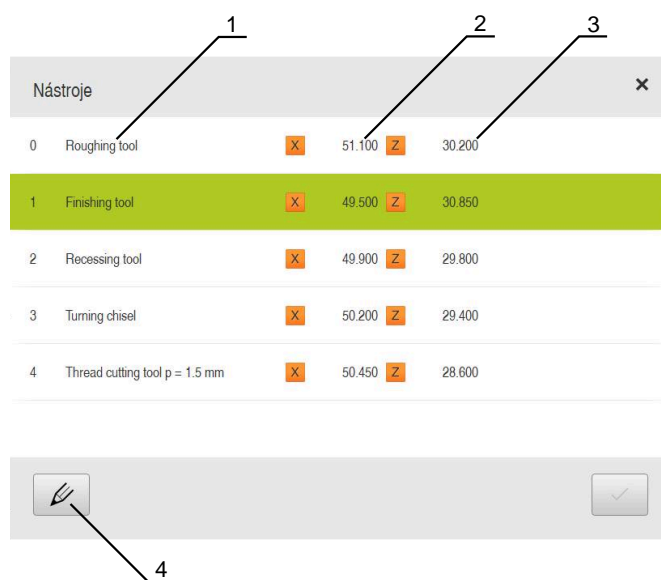 1 2 3
Nástroje ×
0 Roughing tool X 51.100 Z 30.200
1 Finishing tool X 49.500 Z 30.850
2 Recessing tool X 49.900 Z 29.800
3 Turning chisel X 50.200 Z 29.400
4 Thread cutting tool p = 1.5 mm X 50.450 Z 28.600
4